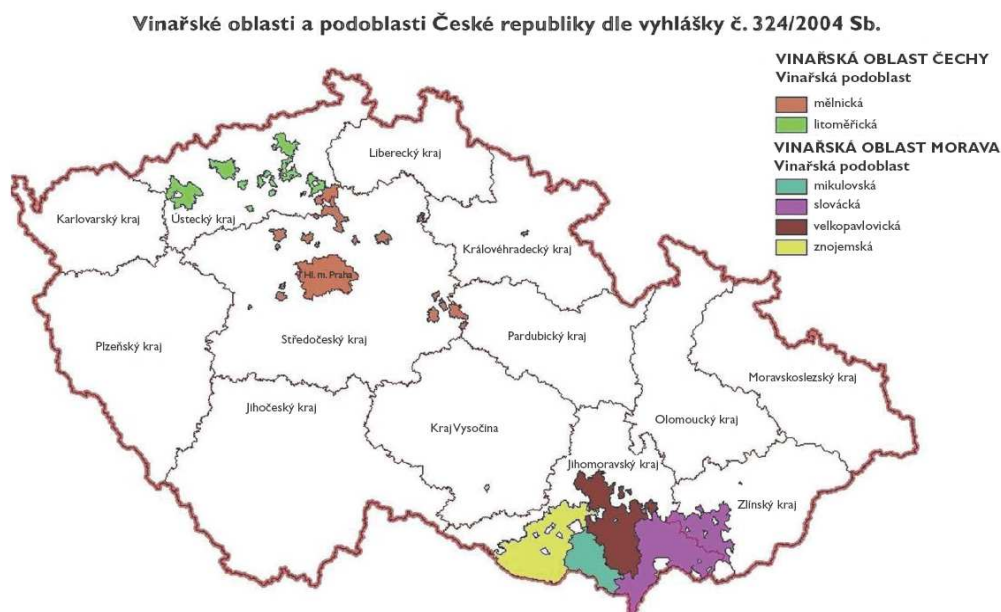 Vinařské oblasti a podoblasti České republiky dle vyhlášky č. 324/2004 Sb.
VINAŘSKÁ OBLAST ČECHY
Vinařská podoblast
mělnická
litoměřická
VINAŘSKÁ OBLAST MORAVA
Vinařská podoblast
mikulovská
slovácká
velkopavlovická
znojemská
Liberecký kraj
Karlovarský kraj
Ústecký kraj
Královéhradecký kraj
Hl. m. Praha
Plzeňský kraj
Středočeský kraj
Pardubický kraj
Moravskoslezský kraj
Jihočeský kraj
Kraj Vysočina
Olomoucký kraj
Jihomoravský kraj
Zlínský kraj